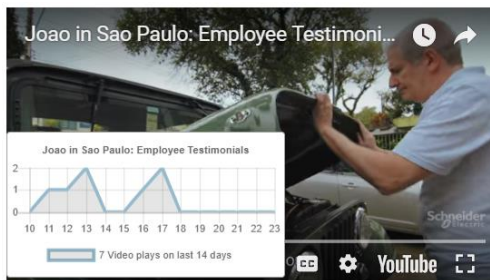 Joao in Sao Paulo: Employee Testimoni...
Joao in Sao Paulo: Employee Testimonials
2
1
0
10 11 12 13 14 15 16 17 18 19 20 21 22 23
7 Video plays on last 14 days
Schneider
Electric
CC
YouTube